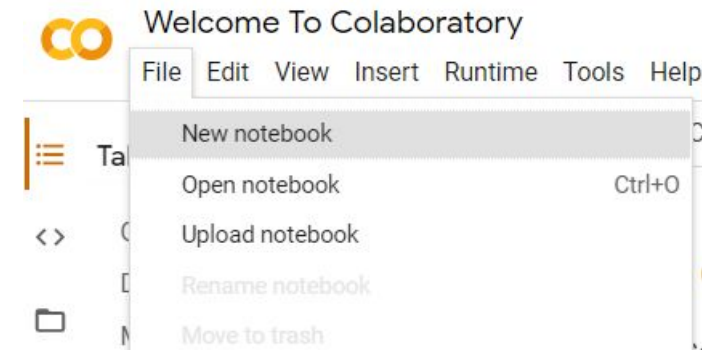 Welcome To Colaboratory
File Edit View Insert Runtime Tools Help
New notebook
Ta
Open notebook Ctrl+O
Upload notebook
Rename notebook
Move to trash